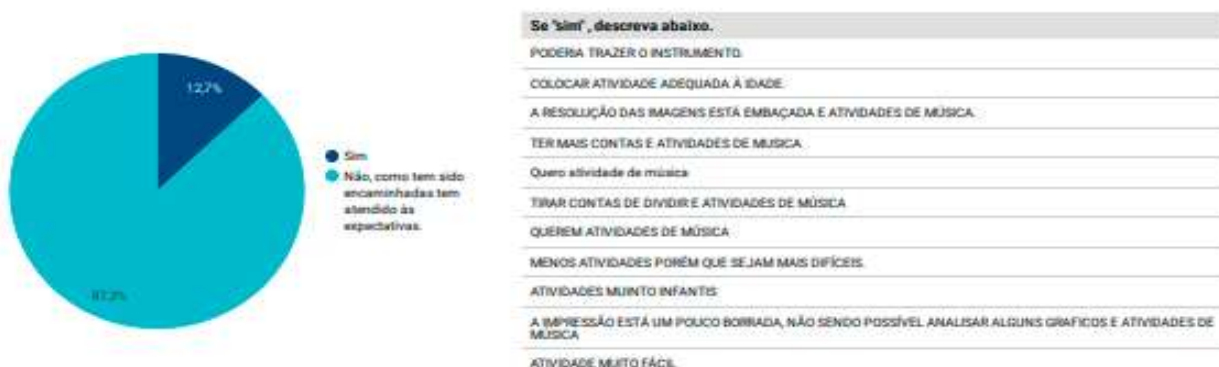 12,7%
87,3%
Sim
Não, como tem sido
encaminhadas tem
atendido às
expectativas.
Se "sim", descreva abaixo.
PODERIA TRAZER O INSTRUMENTO.
COLOCAR ATIVIDADE ADEQUADA À IDADE.
A RESOLUÇÃO DAS IMAGENS ESTÁ EMBAÇADA E ATIVIDADES DE MÚSICA.
TER MAIS CONTAS E ATIVIDADES DE MUSICA
Quero atividade de música
TIRAR CONTAS DE DIVIDIR E ATIVIDADES DE MÚSICA
QUEREM ATIVIDADES DE MÚSICA
MENOS ATIVIDADES PORÉM QUE SEJAM MAIS DIFÍCEIS.
ATIVIDADES MUINTO INFANTIS
A IMPRESSÃO ESTÁ UM POUCO BORRADA, NÃO SENDO POSSÍVEL ANALISAR ALGUNS GRAFICOS E ATIVIDADES DE
MÚSICA
ATIVIDADE MUITO FÁCIL